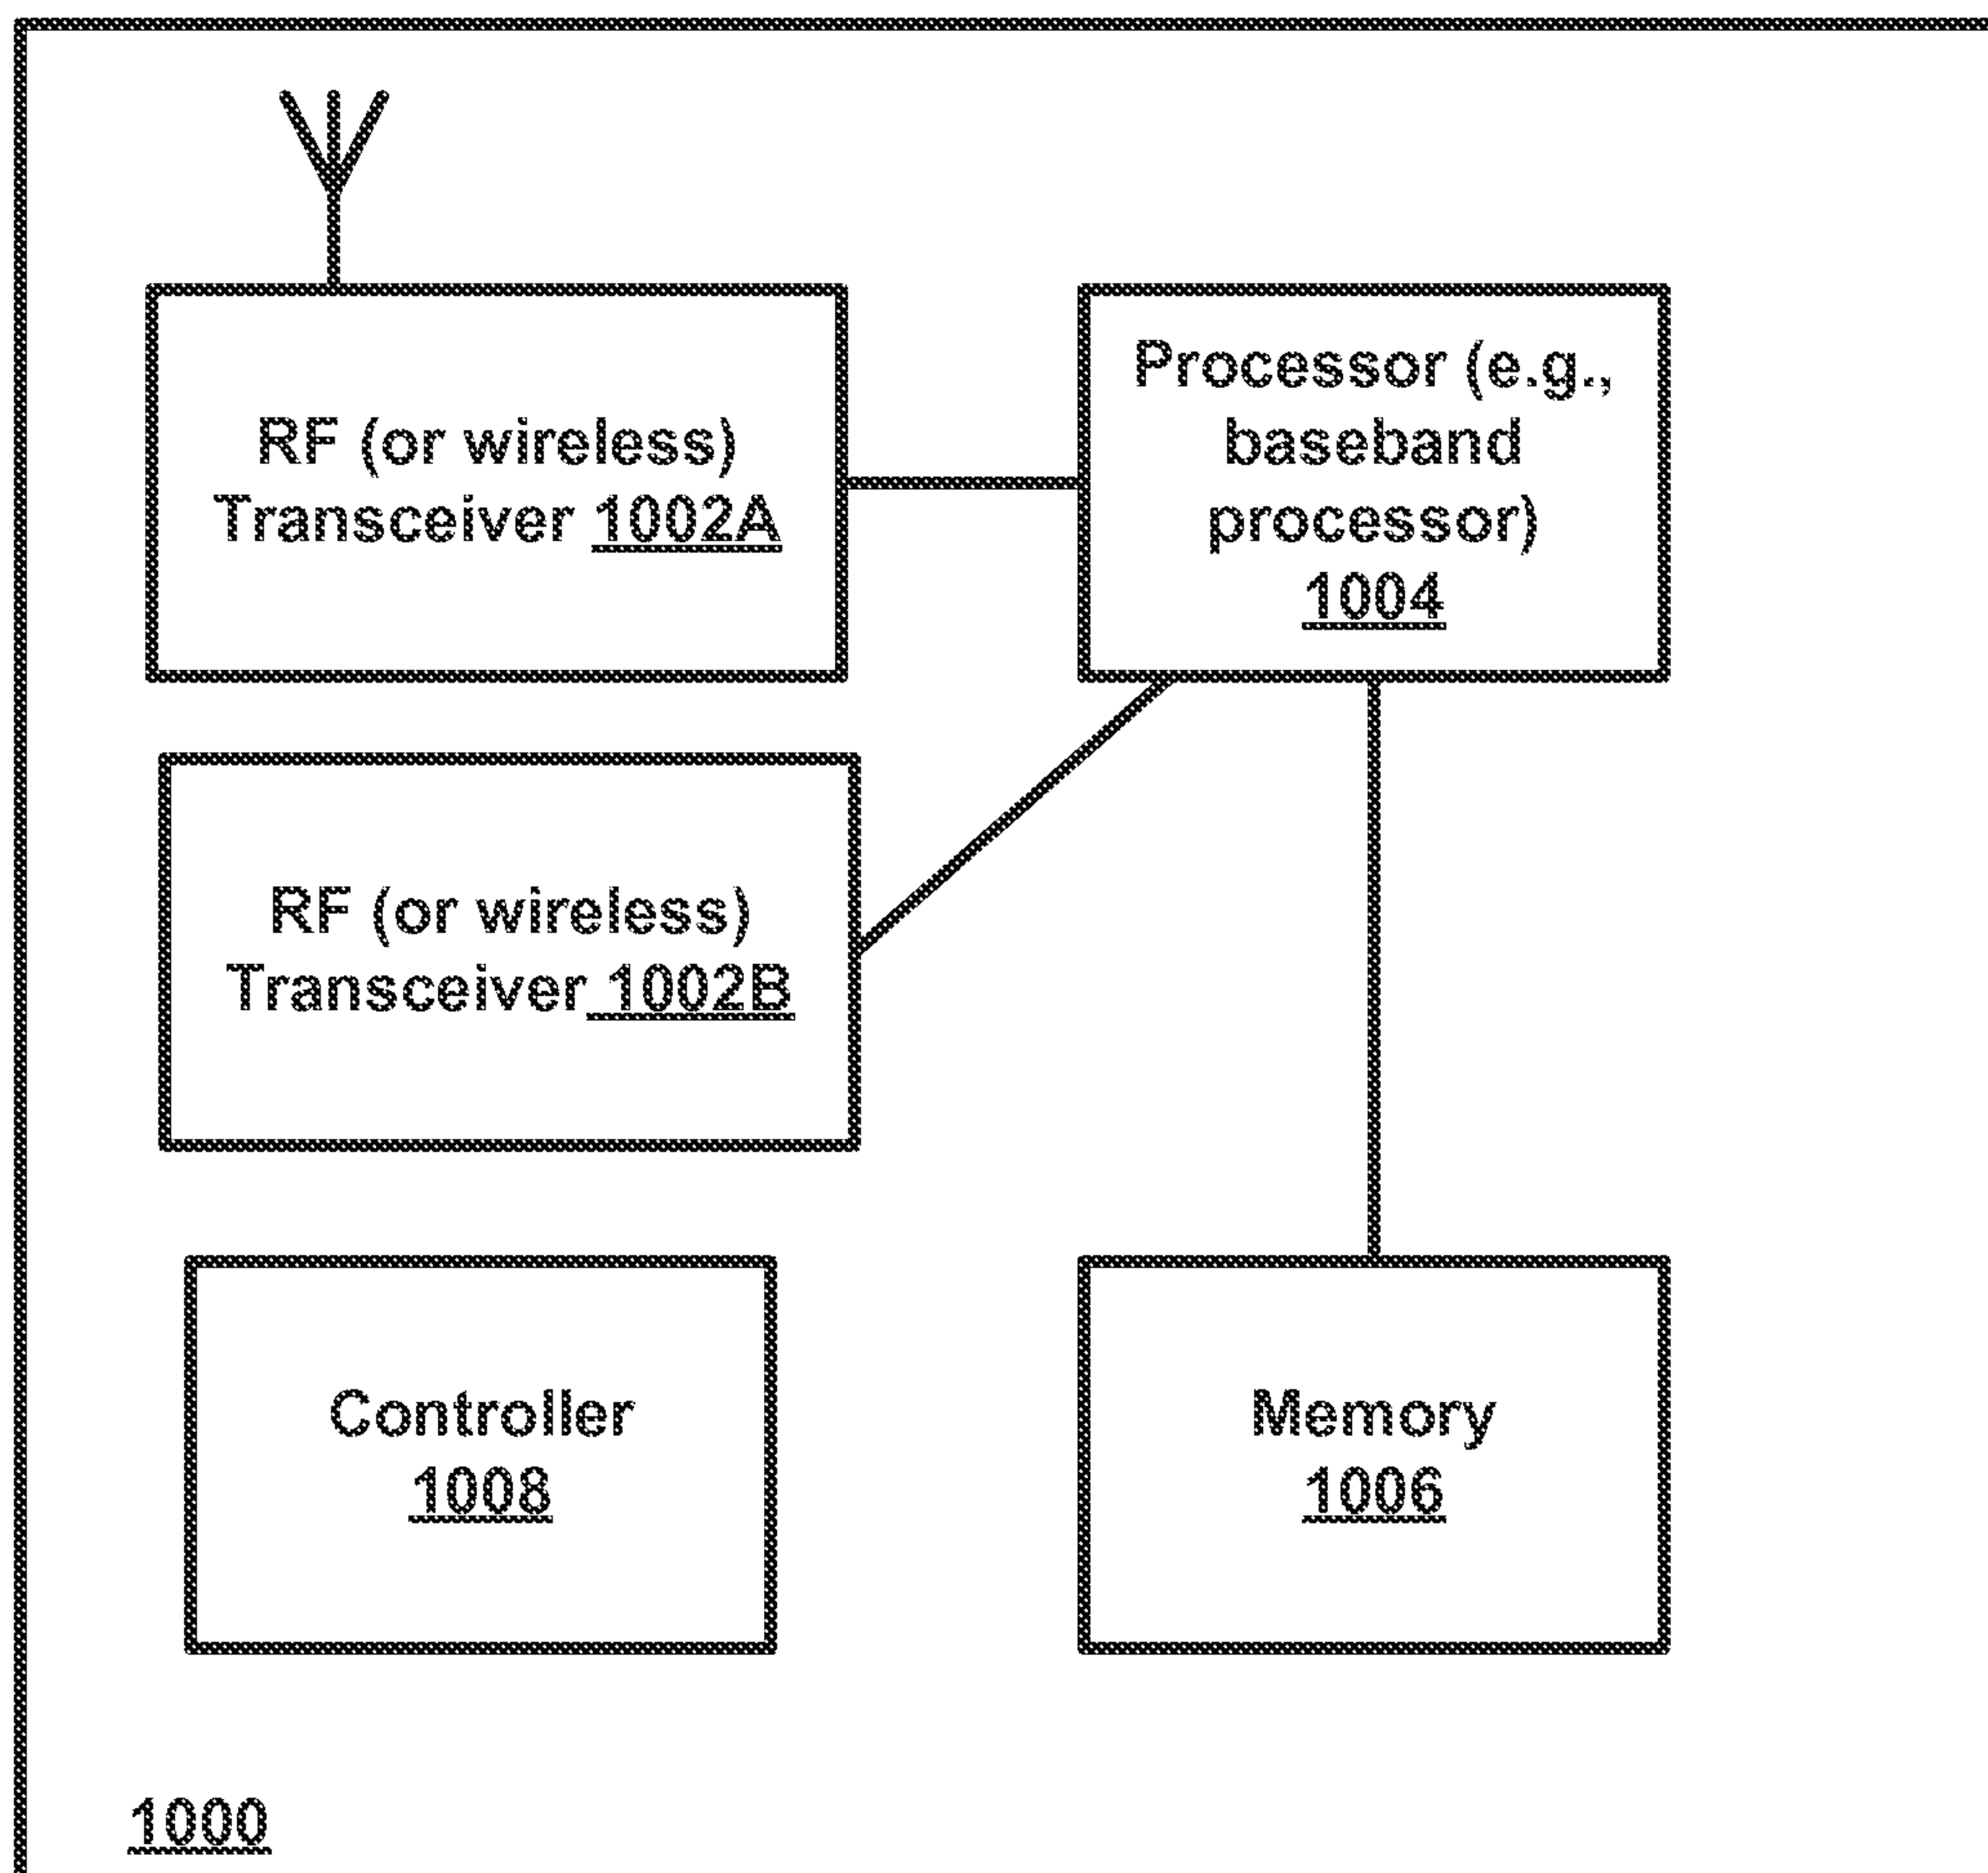 RF (or wireless)
Transceiver 1002A
Processor (e.g.,
baseband
processor)
1004
RF (or wireless)
Transceiver 1002B
Controller
1008
Memory
1006
1000